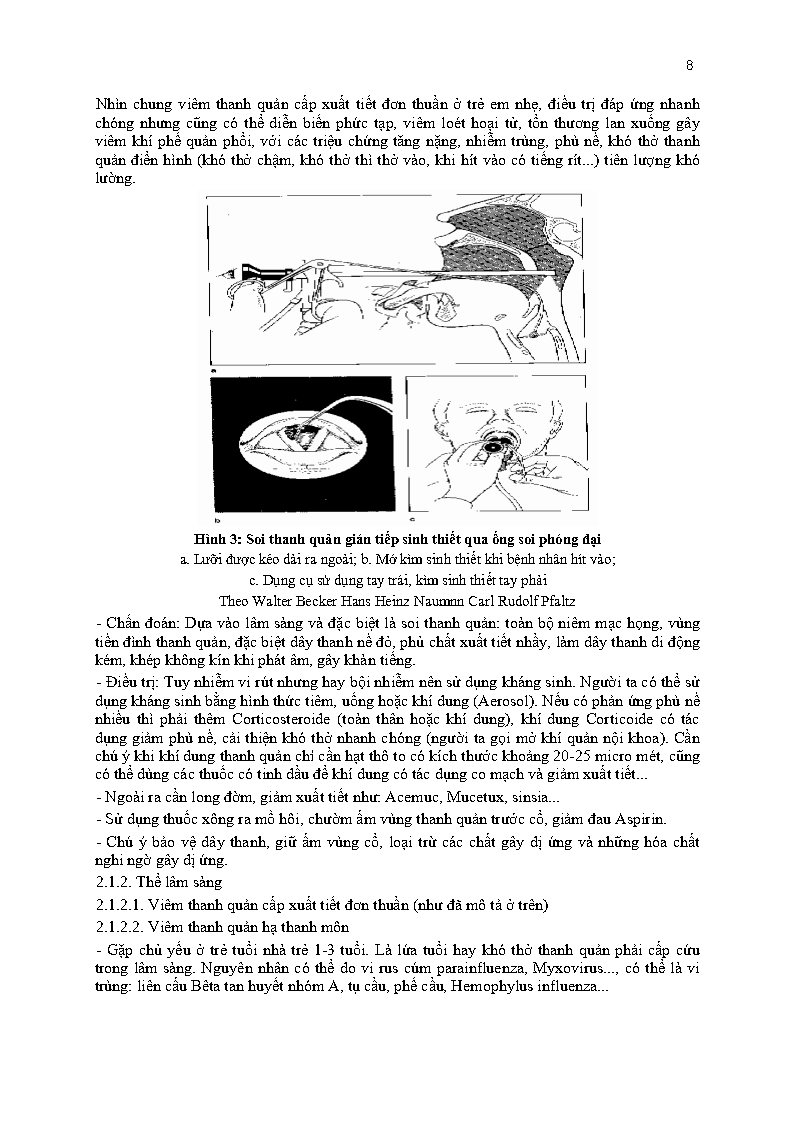 8
Nhìn chung viêm thanh quản cấp xuất tiết đơn thuần ở trẻ em nhẹ, điều trị đáp ứng nhanh
chóng nhưng cũng có thể diễn biến phức tạp, viêm loét hoại tử, tổn thương lan xuống gây
viêm khí phế quản phổi, với các triệu chứng tăng nặng, nhiễm trùng, phù nề, khó thở thanh
quản điển hình (khó thở chậm, khó thở thì thở vào, khi hít vào có tiếng rít...) tiên lượng khó
lường.
a
b
c
Hình 3: Soi thanh quản gián tiếp sinh thiết qua ống soi phóng đại
a. Lưỡi được kéo dài ra ngoài; b. Mở kìm sinh thiết khi bệnh nhân hít vào;
c. Dụng cụ sử dụng tay trái, kìm sinh thiết tay phải
Theo Walter Becker Hans Heinz Naumnn Carl Rudolf Pfaltz
- Chẩn đoán: Dựa vào lâm sàng và đặc biệt là soi thanh quản: toàn bộ niêm mạc họng, vùng
tiền đình thanh quản, đặc biệt dây thanh nề đỏ, phủ chất xuất tiết nhầy, làm dây thanh di động
kém, khép không kín khi phát âm, gây khàn tiếng.
- Điều trị: Tuy nhiễm vi rút nhưng hay bội nhiễm nên sử dụng kháng sinh. Người ta có thể sử
dụng kháng sinh bằng hình thức tiêm, uống hoặc khí dung (Aerosol). Nếu có phản ứng phù nề
nhiều thì phải thêm Corticosteroide (toàn thân hoặc khí dung), khí dung Corticoide có tác
dụng giảm phù nề, cải thiện khó thở nhanh chóng (người ta gọi mở khí quản nội khoa). Cần
chú ý khi khí dung thanh quản chỉ cần hạt thô to có kích thước khoảng 20-25 micro mét, cũng
có thể dùng các thuốc có tinh dầu để khí dung có tác dụng co mạch và giảm xuất tiết...
- Ngoài ra cần long đờm, giảm xuất tiết như: Acemuc, Mucetux, sinsia...
- Sử dụng thuốc xông ra mồ hôi, chườm ấm vùng thanh quản trước cổ, giảm đau Aspirin.
- Chú ý bảo vệ dây thanh, giữ ấm vùng cổ, loại trừ các chất gây dị ứng và những hóa chất
nghi ngờ gây dị ứng.
2.1.2. Thể lâm sàng
2.1.2.1. Viêm thanh quản cấp xuất tiết đơn thuần (như đã mô tả ở trên)
2.1.2.2. Viêm thanh quản hạ thanh môn
- Gặp chủ yếu ở trẻ tuổi nhà trẻ 1-3 tuổi. Là lứa tuổi hay khó thở thanh quản phải cấp cứu
trong lâm sàng. Nguyên nhân có thể do vi rus cúm parainfluenza, Myxovirus..., có thể là vi
trùng: liên cầu Bêta tan huyết nhóm A, tụ cầu, phế cầu, Hemophylus influenza...